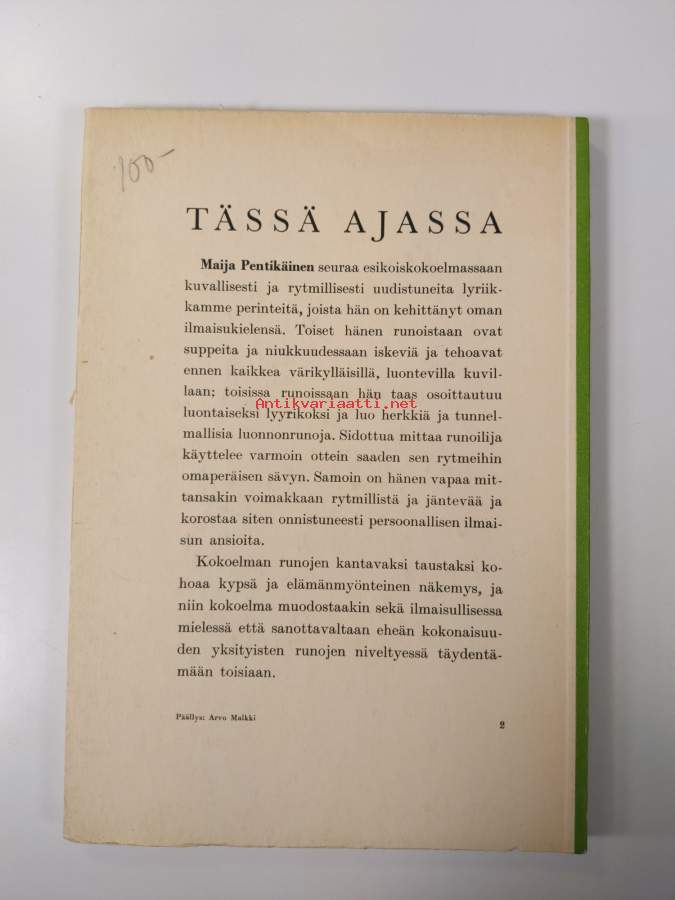 100-
TÄSSÄ AJASSA
Maija Pentikäinen seuraa esikoiskokoelmassaan
kuvallisesti ja rytmillisesti uudistuneita lyriik-
kamme perinteitä, joista hän on kehittänyt oman
ilmaisukielensä. Toiset hänen runoistaan ovat
suppeita ja niukkuudessaan iskeviä ja tehoavat
ennen kaikkea värikylläisillä, luontevilla kuvil-
laan; toisissa runoissaan hän taas osoittautuu
Antikvariaatti.net
luontaiseksi lyyrikoksi ja luo herkkiä ja tunnel-
mallisia luonnonrunoja. Sidottua mittaa runoilija
käyttelee varmoin ottein saaden sen rytmeihin
omaperäisen sävyn. Samoin on hänen vapaa mit-
tansakin voimakkaan rytmillistä ja jäntevää ja
korostaa siten onnistuneesti persoonallisen ilmai-
sun ansioita.
Kokoelman runojen kantavaksi taustaksi ko-
hoaa kypsä ja elämänmyönteinen näkemys, ja
niin kokoelma muodostaakin sekä ilmaisullisessa
mielessä että sanottavaltaan eheän kokonaisuu-
den yksityisten runojen niveltyessä täydentä-
mään toisiaan.
Päällys: Arvo Malkki
2